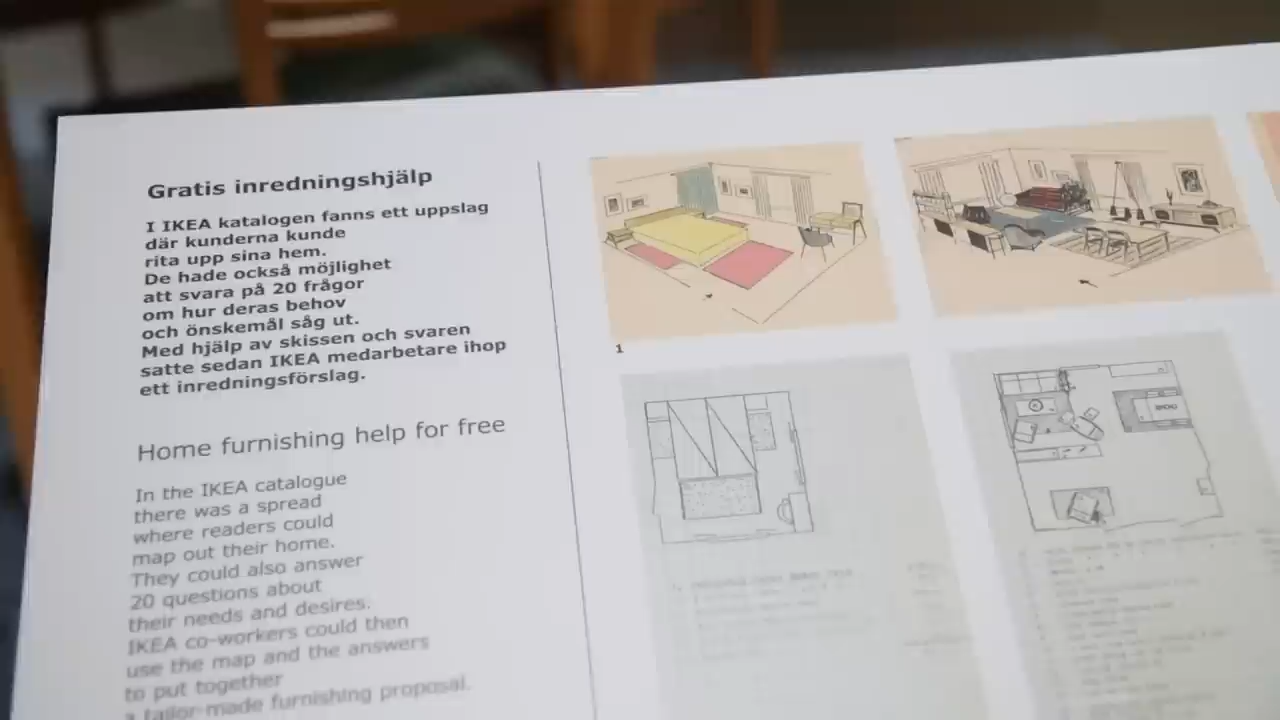 Gratis inredningshjälp
I IKEA katalogen fanns ett uppslag
där kunderna kunde
rita upp sina hem.
De hade också möjlighet
att svara på 20 frågor
om hur deras behov
och önskemål såg ut.
Med hjälp av skissen och svaren
satte sedan IKEA medarbetare ihop
ett inredningsförslag.
Home furnishing help for free
In the IKEA catalogue
there was a spread
where readers could
map out their home.
They could also answer
20 questions about
their needs and desires.
IKEA co-workers could then
use the map and the answers
to put together
a tailor-made furnishing proposal.
1